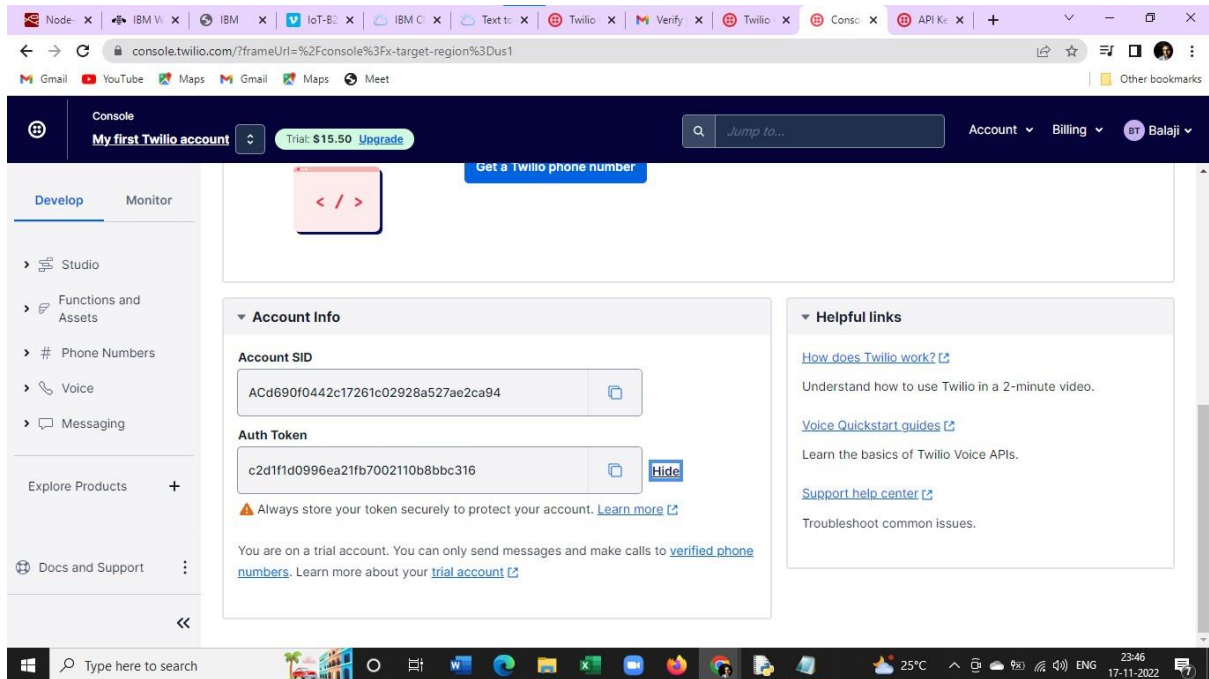 Node- IBM W IBM IoT-B2 IBM Cl Text to Twilio Verify Twilio Conso API Ke
console.twilio.com/?frameUrl=%2Fconsole%3Fx-target-region%3Dus1
Gmail YouTube Maps Gmail Maps Meet Other bookmarks
Console
My first Twilio account Trial: $15.50 Upgrade Jump to... Account Billing BT Balaji
Get a Twilio phone number
Develop Monitor
</>
Studio
Functions and
Assets
# Phone Numbers
Voice
Messaging
Explore Products +
Docs and Support
Account Info
Account SID
ACd690f0442c17261c02928a527ae2ca94
Auth Token
[auth token omitted: secret credential]
Hide
Always store your token securely to protect your account. Learn more
You are on a trial account. You can only send messages and make calls to verified phone
numbers. Learn more about your trial account
Helpful links
How does Twilio work?
Understand how to use Twilio in a 2-minute video.
Voice Quickstart guides
Learn the basics of Twilio Voice APIs.
Support help center
Troubleshoot common issues.
Type here to search 25°C ENG 23:46
17-11-2022